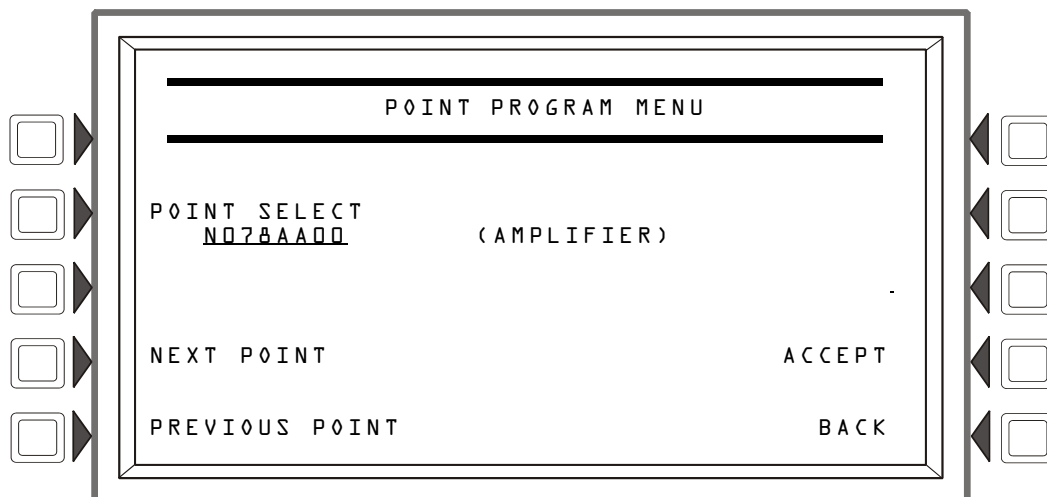 POINT PROGRAM MENU
POINT SELECT
N078AA00 (AMPLIFIER)
NEXT POINT ACCEPT
PREVIOUS POINT BACK